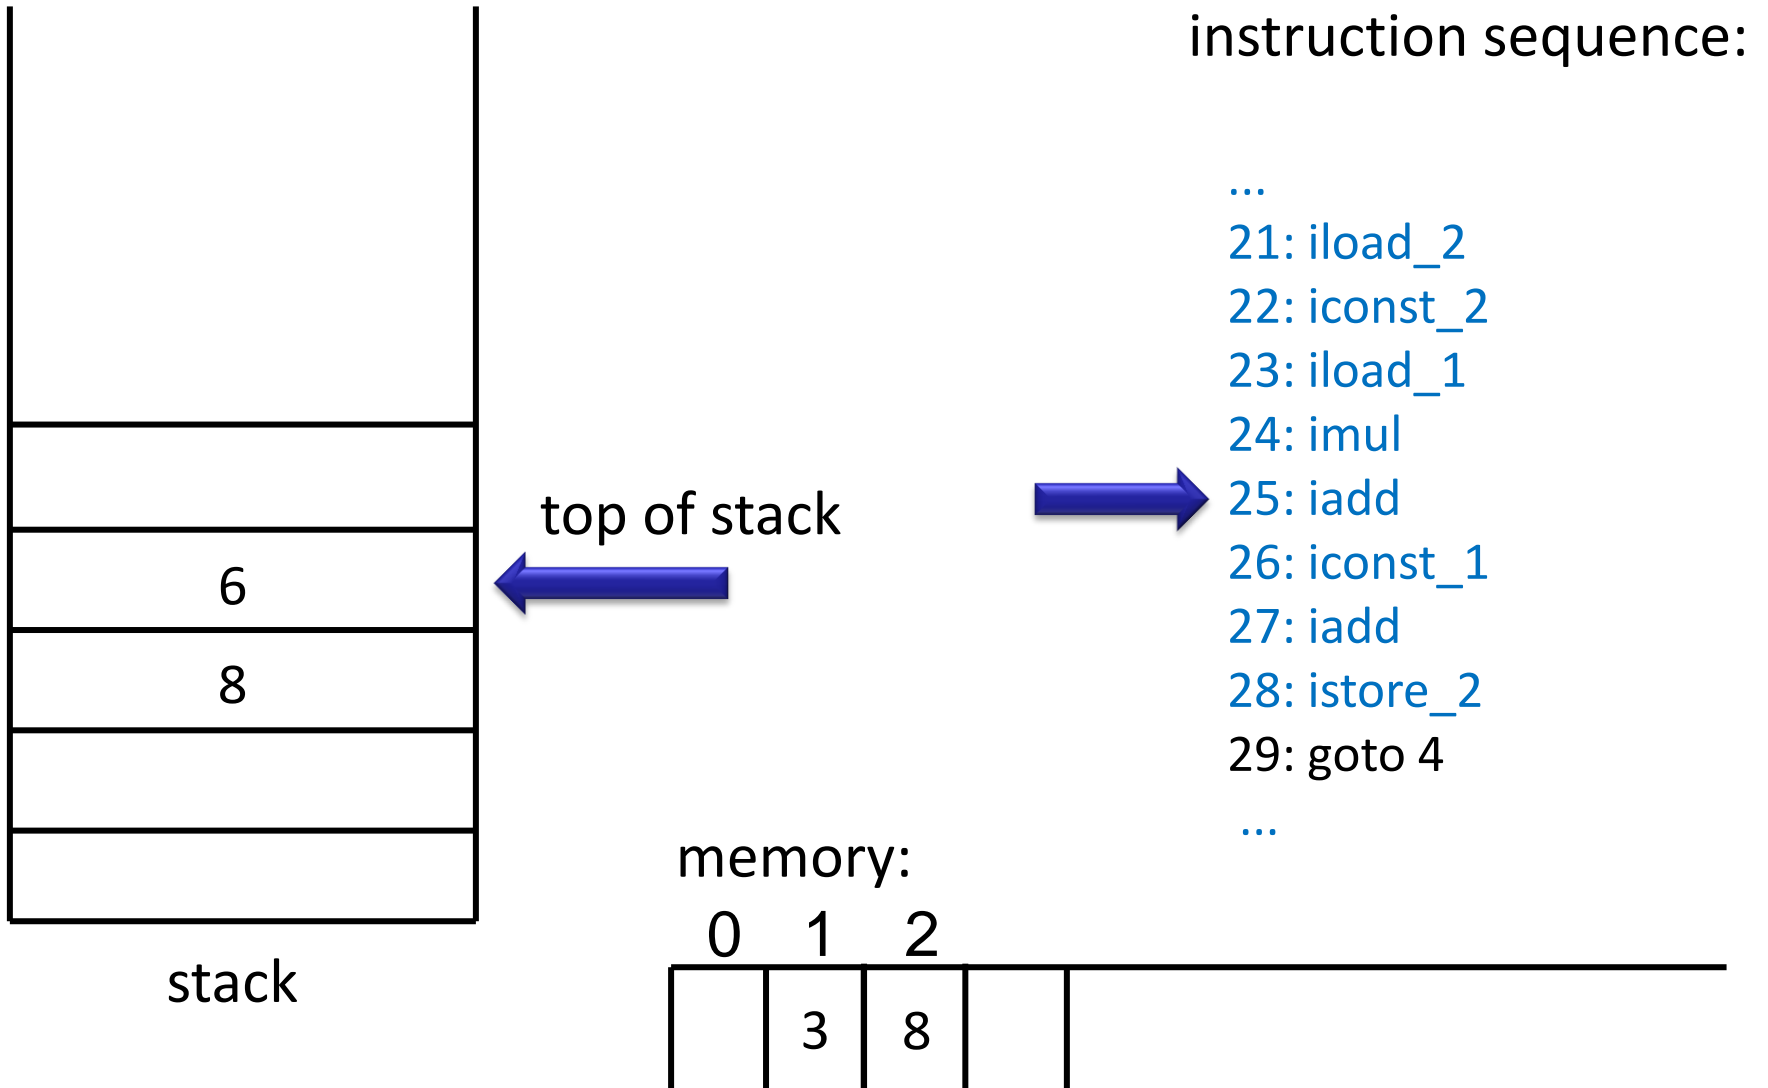 instruction sequence:
...
21: iload_2
22: iconst_2
23: iload_1
24: imul
25: iadd
26: iconst_1
27: iadd
28: istore_2
29: goto 4
...
top of stack
6
8
stack
memory:
0 1 2
3 8